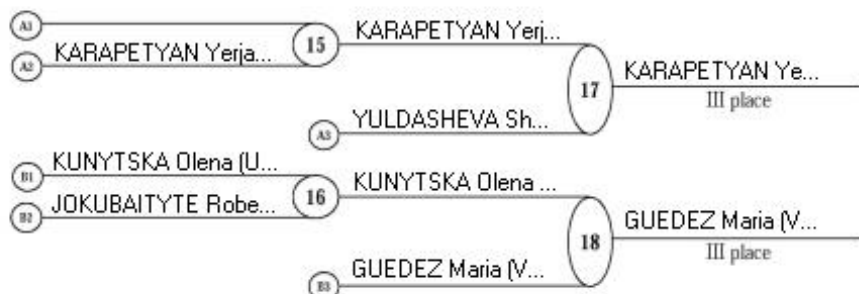 A1
KARAPETYAN Yerj...
15
A2
KARAPETYAN Yerja...
KARAPETYAN Ye...
17
III place
A3
YULDASHEVA Sh...
B1
KUNYTSKA Olena (U...
KUNYTSKA Olena ...
16
B2
JOKUBAITYTE Robe...
GUEDEZ Maria (V...
18
III place
B3
GUEDEZ Maria (V...